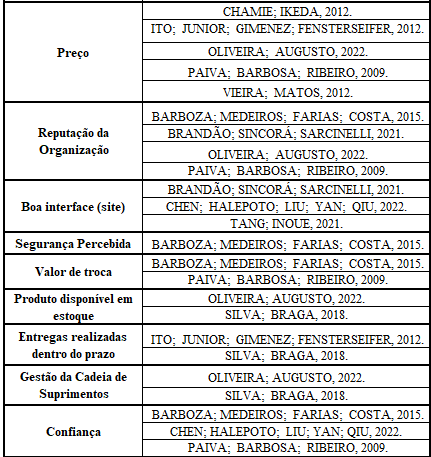 Preço
CHAMIE; IKEDA, 2012.
ITO; JUNIOR; GIMENEZ; FENSTERSEIFER, 2012.
OLIVEIRA; AUGUSTO, 2022.
PAIVA; BARBOSA; RIBEIRO, 2009.
VIEIRA; MATOS, 2012.
Reputação da
Organização
BARBOZA; MEDEIROS; FARIAS; COSTA, 2015.
BRANDÃO; SINCORÁ; SARCINELLI, 2021.
OLIVEIRA; AUGUSTO, 2022.
PAIVA; BARBOSA; RIBEIRO, 2009.
Boa interface (site)
BRANDÃO; SINCORÁ; SARCINELLI, 2021.
CHEN; HALEPOTO; LIU; YAN; QIU, 2022.
TANG; INOUE, 2021.
Segurança Percebida
BARBOZA; MEDEIROS; FARIAS; COSTA, 2015.
Valor de troca
BARBOZA; MEDEIROS; FARIAS; COSTA, 2015.
PAIVA; BARBOSA; RIBEIRO, 2009.
Produto disponível em
estoque
OLIVEIRA; AUGUSTO, 2022.
SILVA; BRAGA, 2018.
Entregas realizadas
dentro do prazo
ITO; JUNIOR; GIMENEZ; FENSTERSEIFER, 2012.
SILVA; BRAGA, 2018.
Gestão da Cadeia de
Suprimentos
OLIVEIRA; AUGUSTO, 2022.
SILVA; BRAGA, 2018.
Confiança
BARBOZA; MEDEIROS; FARIAS; COSTA, 2015.
CHEN; HALEPOTO; LIU; YAN; QIU, 2022.
PAIVA; BARBOSA; RIBEIRO, 2009.